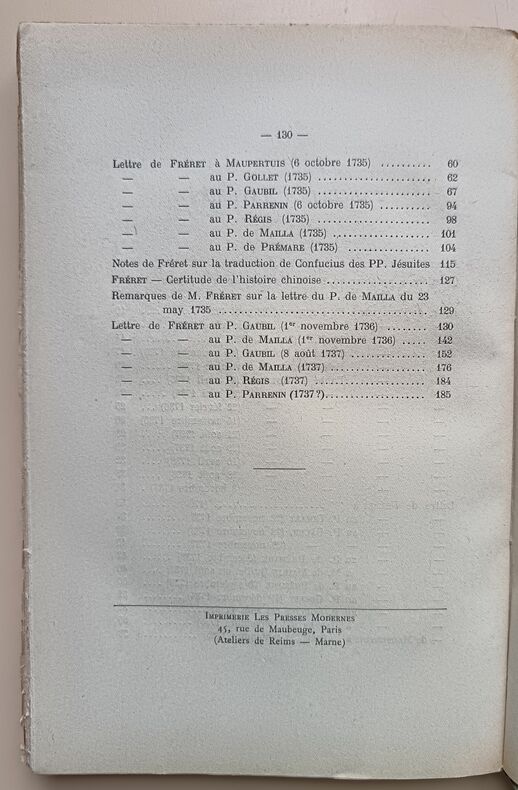 — 130 —
Lettre de Fréret à Maupertuis (6 octobre 1735) .......... 60
— — au P. Gollet (1735) .................... 62
— — au P. Gaubil (1735) .................... 67
— — au P. Parrenin (6 octobre 1735) ......... 94
— — au P. Régis (1735) ..................... 98
— — au P. de Mailla (1735) ................. 101
— — au P. de Prémare (1735) ............... 104
Notes de Fréret sur la traduction de Confucius des PP. Jésuites 115
Fréret — Certitude de l'histoire chinoise ................... 127
Remarques de M. Fréret sur la lettre du P. de Mailla du 23
may 1735 ...................................... 129
Lettre de Fréret au P. Gaubil (1er novembre 1736) ......... 130
— — au P. de Mailla (1er novembre 1736) ..... 142
— — au P. Gaubil (8 août 1737) ............. 152
— — au P. de Mailla (1737) ................. 176
— — au P. Régis (1737) .................... 184
— — au P. Parrenin (1737 ?)................. 185
Imprimerie Les Presses Modernes
45, rue de Maubeuge, Paris
(Ateliers de Reims — Marne)